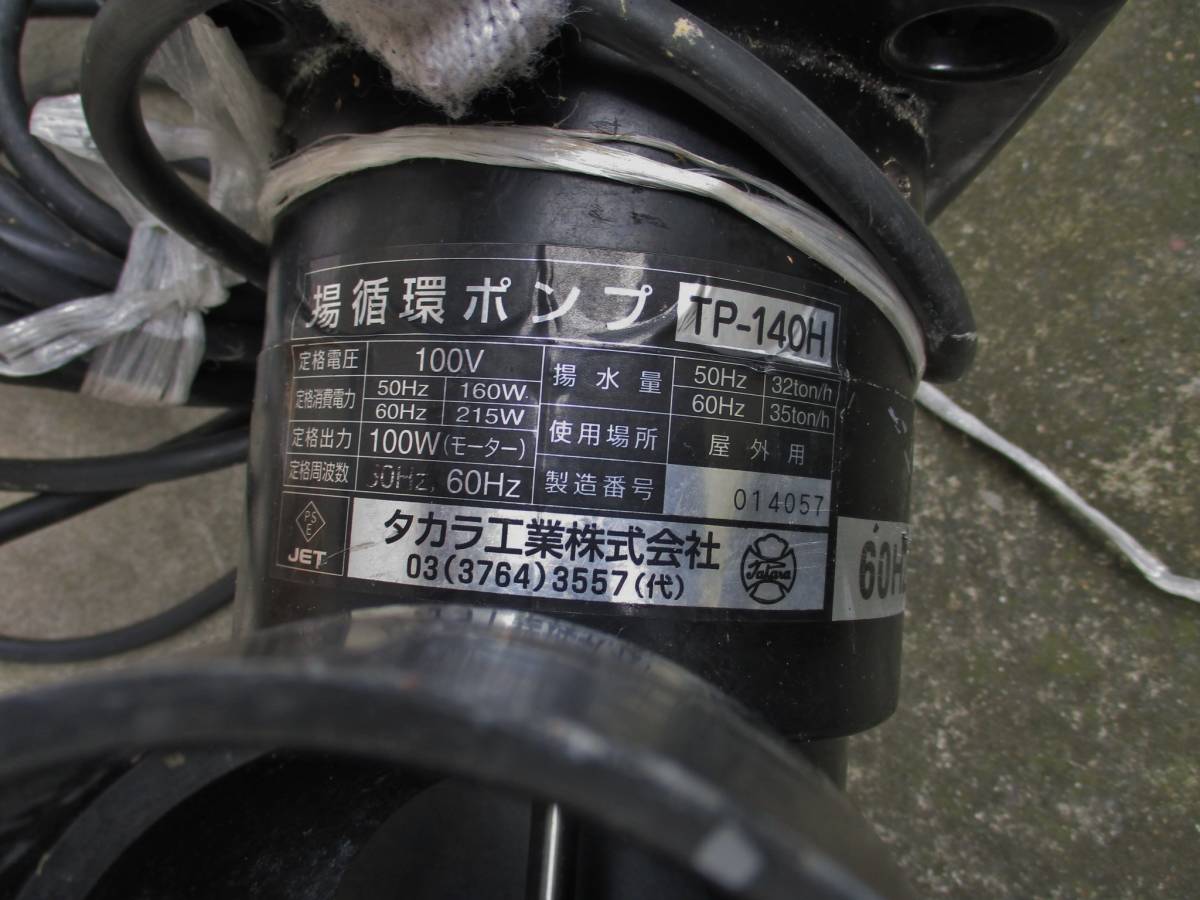 揚循環ポンプ TP-140H
定格電圧 100V
定格消費電力 50Hz 160W
60Hz 215W
定格出力 100W(モーター)
定格周波数 50Hz, 60Hz
揚水量 50Hz 32ton/h
60Hz 35ton/h
使用場所 屋外用
製造番号 014057
PSE
JET
タカラ工業株式会社
03(3764)3557(代)
Takara
60H